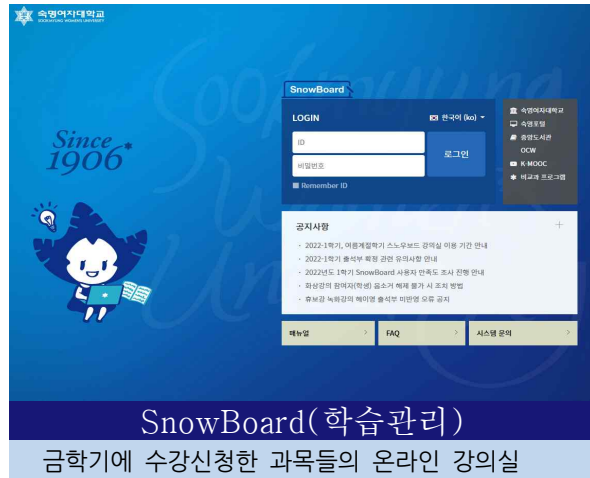 숙명여자대학교
SOOKMYUNG WOMEN'S UNIVERSITY
Sookmyung
Women's
Since
1906
SnowBoard
LOGIN
한국어 (ko)
ID
비밀번호
로그인
Remember ID
숙명여자대학교
숙명포털
중앙도서관
OCW
K-MOOC
비교과 프로그램
공지사항
2022-1학기, 여름계절학기 스노우보드 강의실 이용 기간 안내
2022-1학기 출석부 확정 관련 유의사항 안내
2022년도 1학기 SnowBoard 사용자 만족도 조사 진행 안내
화상강의 참여자(학생) 음소거 해제 불가 시 조치 방법
휴보강 녹화강의 헤이영 출석부 미반영 오류 공지
매뉴얼
FAQ
시스템 문의
SnowBoard(학습관리)
금학기에 수강신청한 과목들의 온라인 강의실